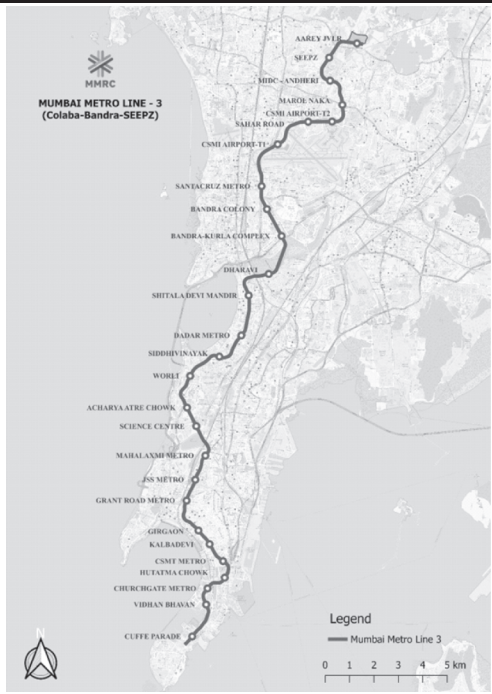 MMRC
MUMBAI METRO LINE - 3
(Colaba-Bandra-SEEPZ)
AAREY JVLR
SEEPZ
MIDC - ANDHERI
MAROL NAKA
CSMI AIRPORT-T2
SAHAR ROAD
CSMI AIRPORT-T1
SANTACRUZ METRO
BANDRA COLONY
BANDRA-KURLA COMPLEX
DHARAVI
SHITALA DEVI MANDIR
DADAR METRO
SIDDHIVINAYAK
WORLI
ACHARYA ATRE CHOWK
SCIENCE CENTRE
MAHALAXMI METRO
JSS METRO
GRANT ROAD METRO
GIRGAON
KALBADEVI
CSMT METRO
HUTATMA CHOWK
CHURCHGATE METRO
VIDHAN BHAVAN
CUFFE PARADE
Legend
Mumbai Metro Line 3
0 1 2 3 4 5 km
N